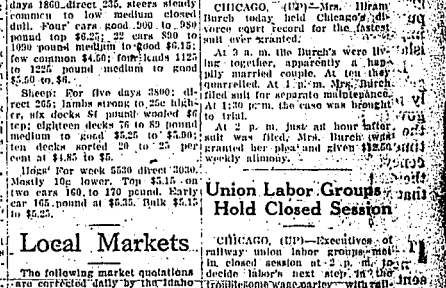 days 1860, direct 235, steers steady
common to low medium closed
dull. Four cars good 900 to 980
pound top $6.25; 22 cars 890 to
1090 pound medium to good $6.15;
few common $4.50; four loads 1125
to 1225 pound medium to good
$5.50 to $6.
Sheep: For five days 3800; di-
rect 265; lambs strong to 25c high-
er, six decks 84 pound wooled $6
top; eighteen decks 76 to 89 pound
medium to good $5.25 to $5.90;
ten decks sorted 20 to 25 per
cent at $4.85 to $5.
Hogs: For week 5530 direct 3030.
Mostly 10c lower. Top $5.15 on
two cars 160 to 170 pound. Early
car 165 pound at $5.35. Bulk $5.15
to $5.25.
Local Markets
The following market quotations
are corrected daily by the Idaho
CHICAGO, (UP)—Mrs. Hiram
Burch today held Chicago's di-
vorce court record for the fastest
suit ever granted.
At 3 a. m. the Burch's were liv-
ing together, apparently a hap-
pily married couple. At ten they
quarrelled. At 1 p. m. Mrs. Burch
filed suit for separate maintenance.
At 1:30 p. m. the case was brought
to trial.
At 2 p. m. just an hour after
suit was filed, Mrs. Burch was
granted her plea and given $12.50
weekly alimony.
Union Labor Groups
Hold Closed Session
CHICAGO, (UP)—Executives of
railway union labor groups met
in closed session at 2 p. m. to
decide labor's next step in the
troublesome wage parley with rail-